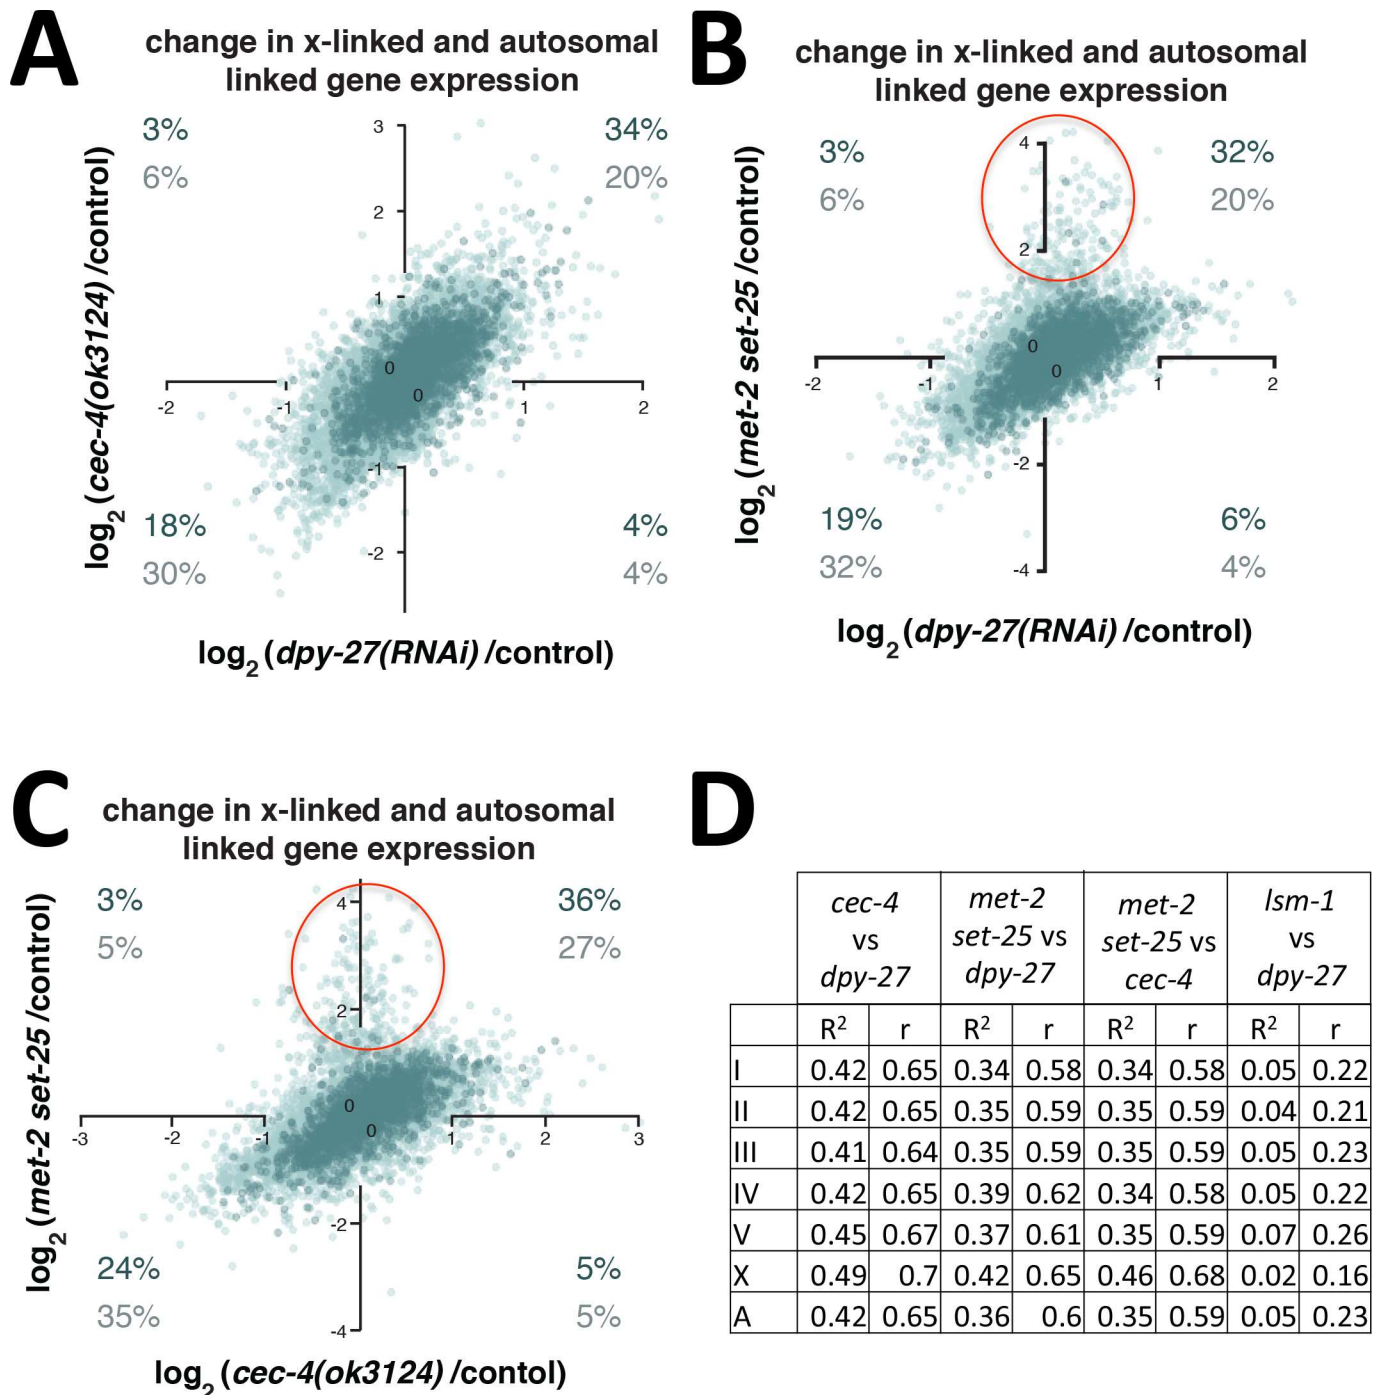 A
change in x-linked and autosomal
linked gene expression
3%
6%
34%
20%
3
2
1
0
0
-2
-1
1
2
-1
-2
18%
30%
4%
4%
log2 (cec-4(ok3124) /control)
log2 (dpy-27(RNAi) /control)
B
change in x-linked and autosomal
linked gene expression
3%
6%
32%
20%
4
2
0
0
-2
-1
1
2
-2
-4
19%
32%
6%
4%
log2 (met-2 set-25 /control)
log2 (dpy-27(RNAi) /control)
C
change in x-linked and autosomal
linked gene expression
3%
5%
36%
27%
4
2
0
0
-3
-2
-1
1
2
3
-2
-4
24%
35%
5%
5%
log2 (met-2 set-25 /control)
log2 (cec-4(ok3124) /contol)
D
cec-4 vs dpy-27 met-2 set-25 vs dpy-27 met-2 set-25 vs cec-4 lsm-1 vs dpy-27
R2 r R2 r R2 r R2 r
I 0.42 0.65 0.34 0.58 0.34 0.58 0.05 0.22
II 0.42 0.65 0.35 0.59 0.35 0.59 0.04 0.21
III 0.41 0.64 0.35 0.59 0.35 0.59 0.05 0.23
IV 0.42 0.65 0.39 0.62 0.34 0.58 0.05 0.22
V 0.45 0.67 0.37 0.61 0.35 0.59 0.07 0.26
X 0.49 0.7 0.42 0.65 0.46 0.68 0.02 0.16
A 0.42 0.65 0.36 0.6 0.35 0.59 0.05 0.23